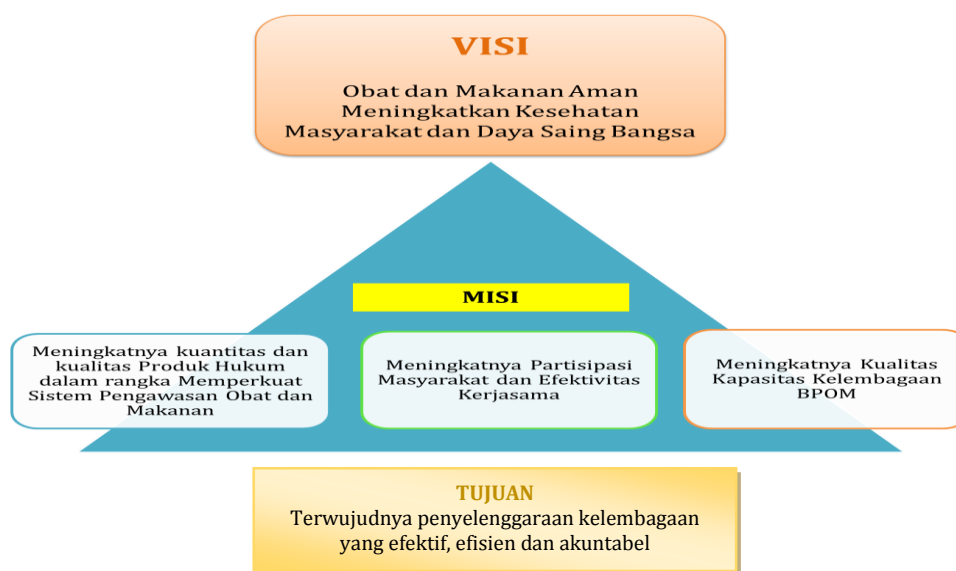 VISI
Obat dan Makanan Aman
Meningkatkan Kesehatan
Masyarakat dan Daya Saing Bangsa
MISI
Meningkatnya kuantitas dan
kualitas Produk Hukum
dalam rangka Memperkuat
Sistem Pengawasan Obat dan
Makanan
Meningkatnya Partisipasi
Masyarakat dan Efektivitas
Kerjasama
Meningkatnya Kualitas
Kapasitas Kelembagaan
BPOM
TUJUAN
Terwujudnya penyelenggaraan kelembagaan
yang efektif, efisien dan akuntabel